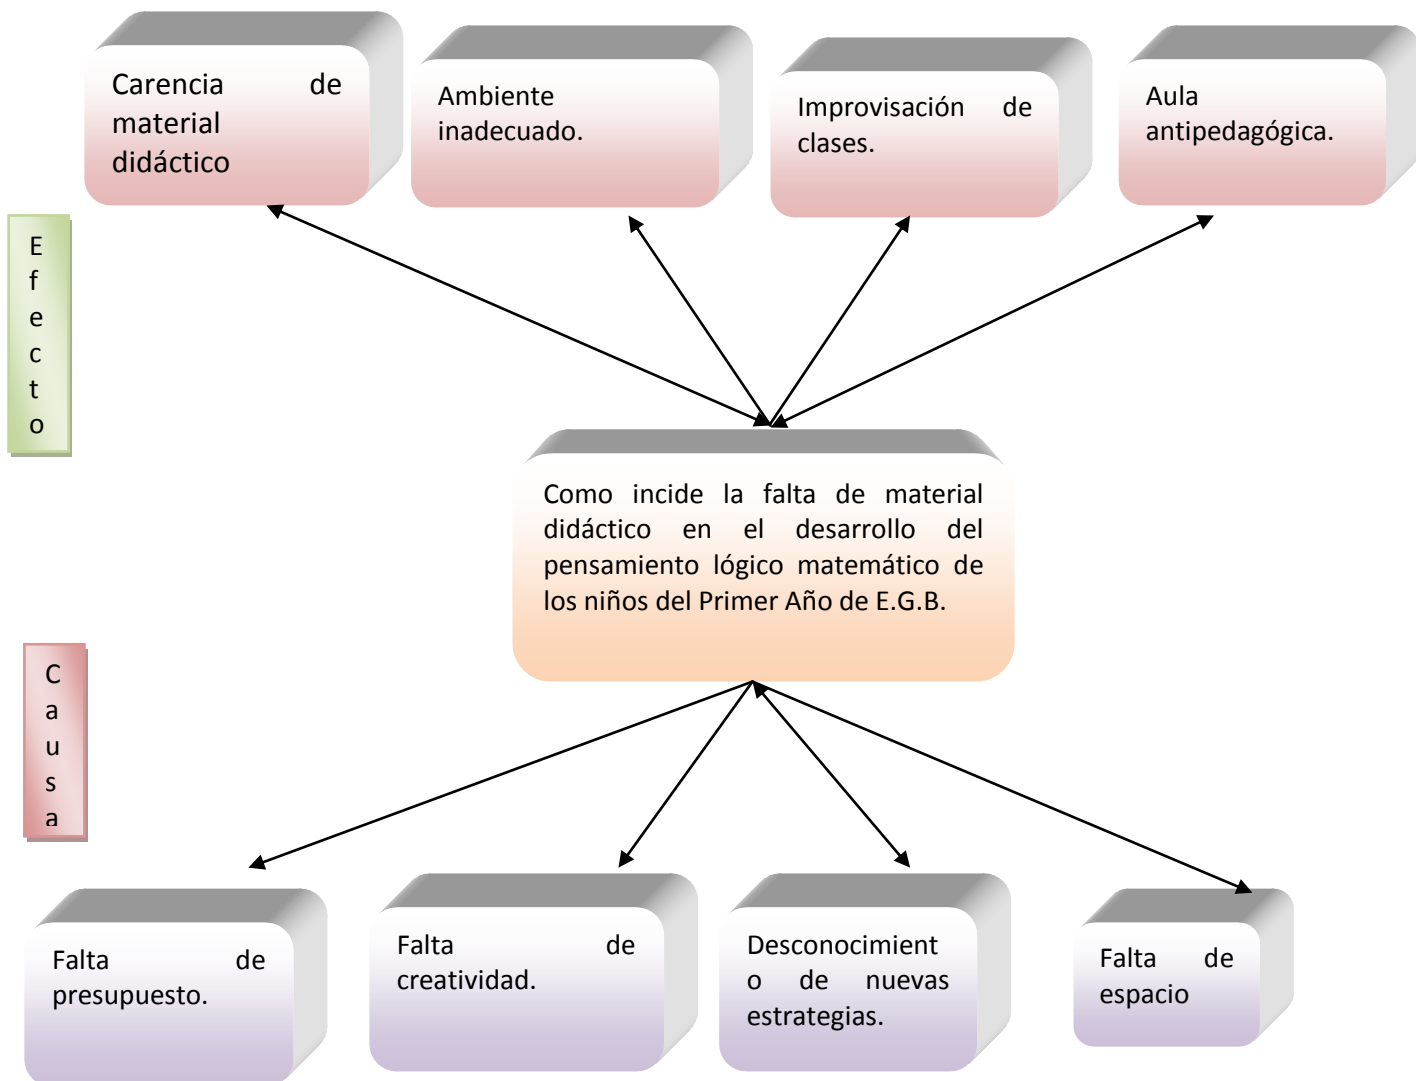 Carencia de
material
didáctico
Ambiente
inadecuado.
Improvisación de
clases.
Aula
antipedagógica.
E
f
e
c
t
o
Como incide la falta de material
didáctico en el desarrollo del
pensamiento lógico matemático de
los niños del Primer Año de E.G.B.
C
a
u
s
a
Falta de
presupuesto.
Falta de
creatividad.
Desconocimient
o de nuevas
estrategias.
Falta de
espacio